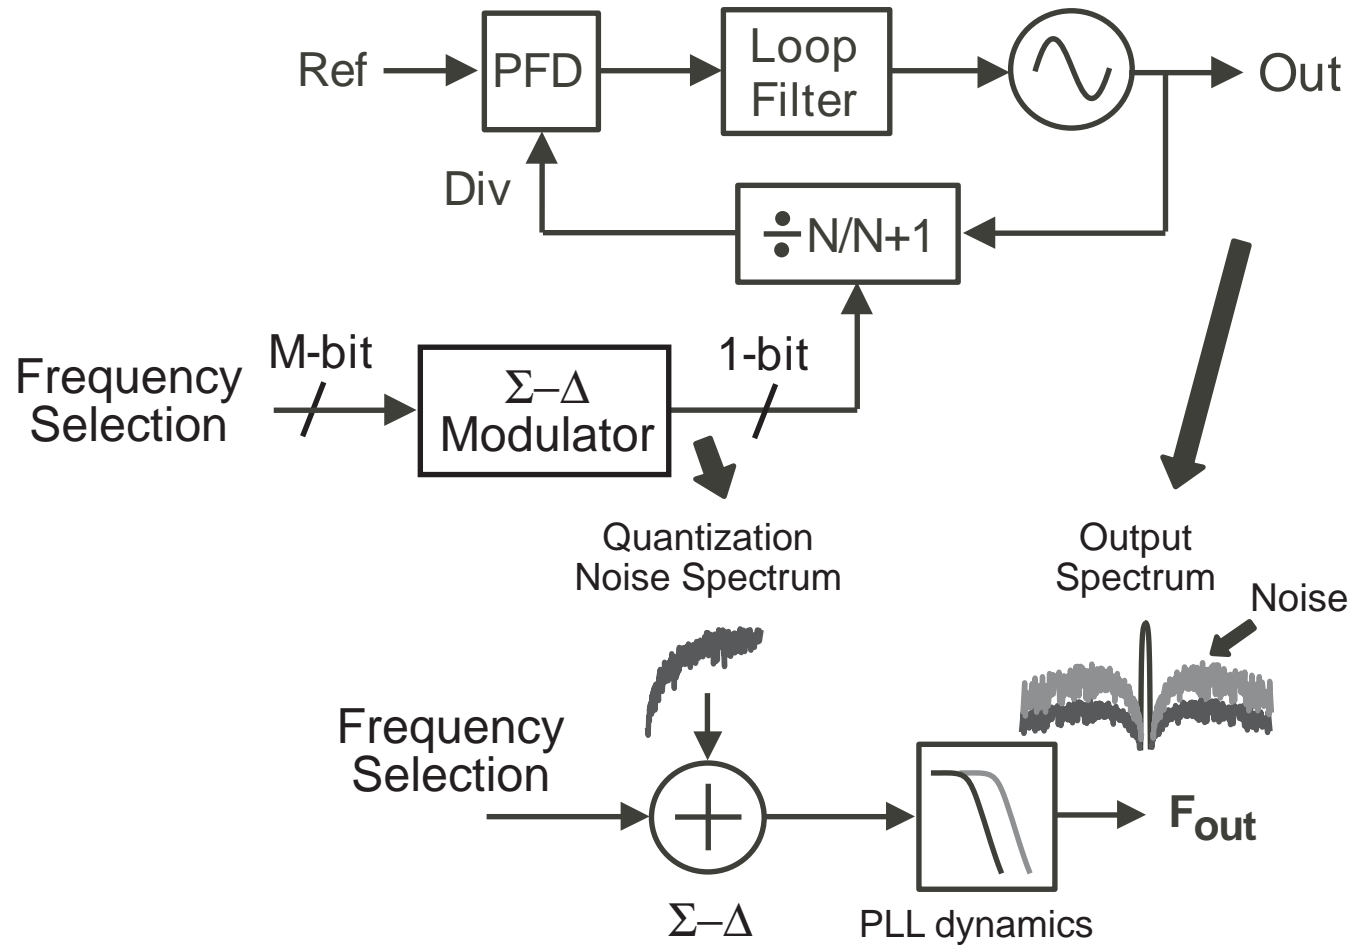 Ref
PFD
Loop
Filter
Out
Div
÷ N/N+1
M-bit
1-bit
Frequency
Selection
Σ–Δ
Modulator
Quantization
Noise Spectrum
Output
Spectrum
Noise
Frequency
Selection
Fout
Σ–Δ
PLL dynamics